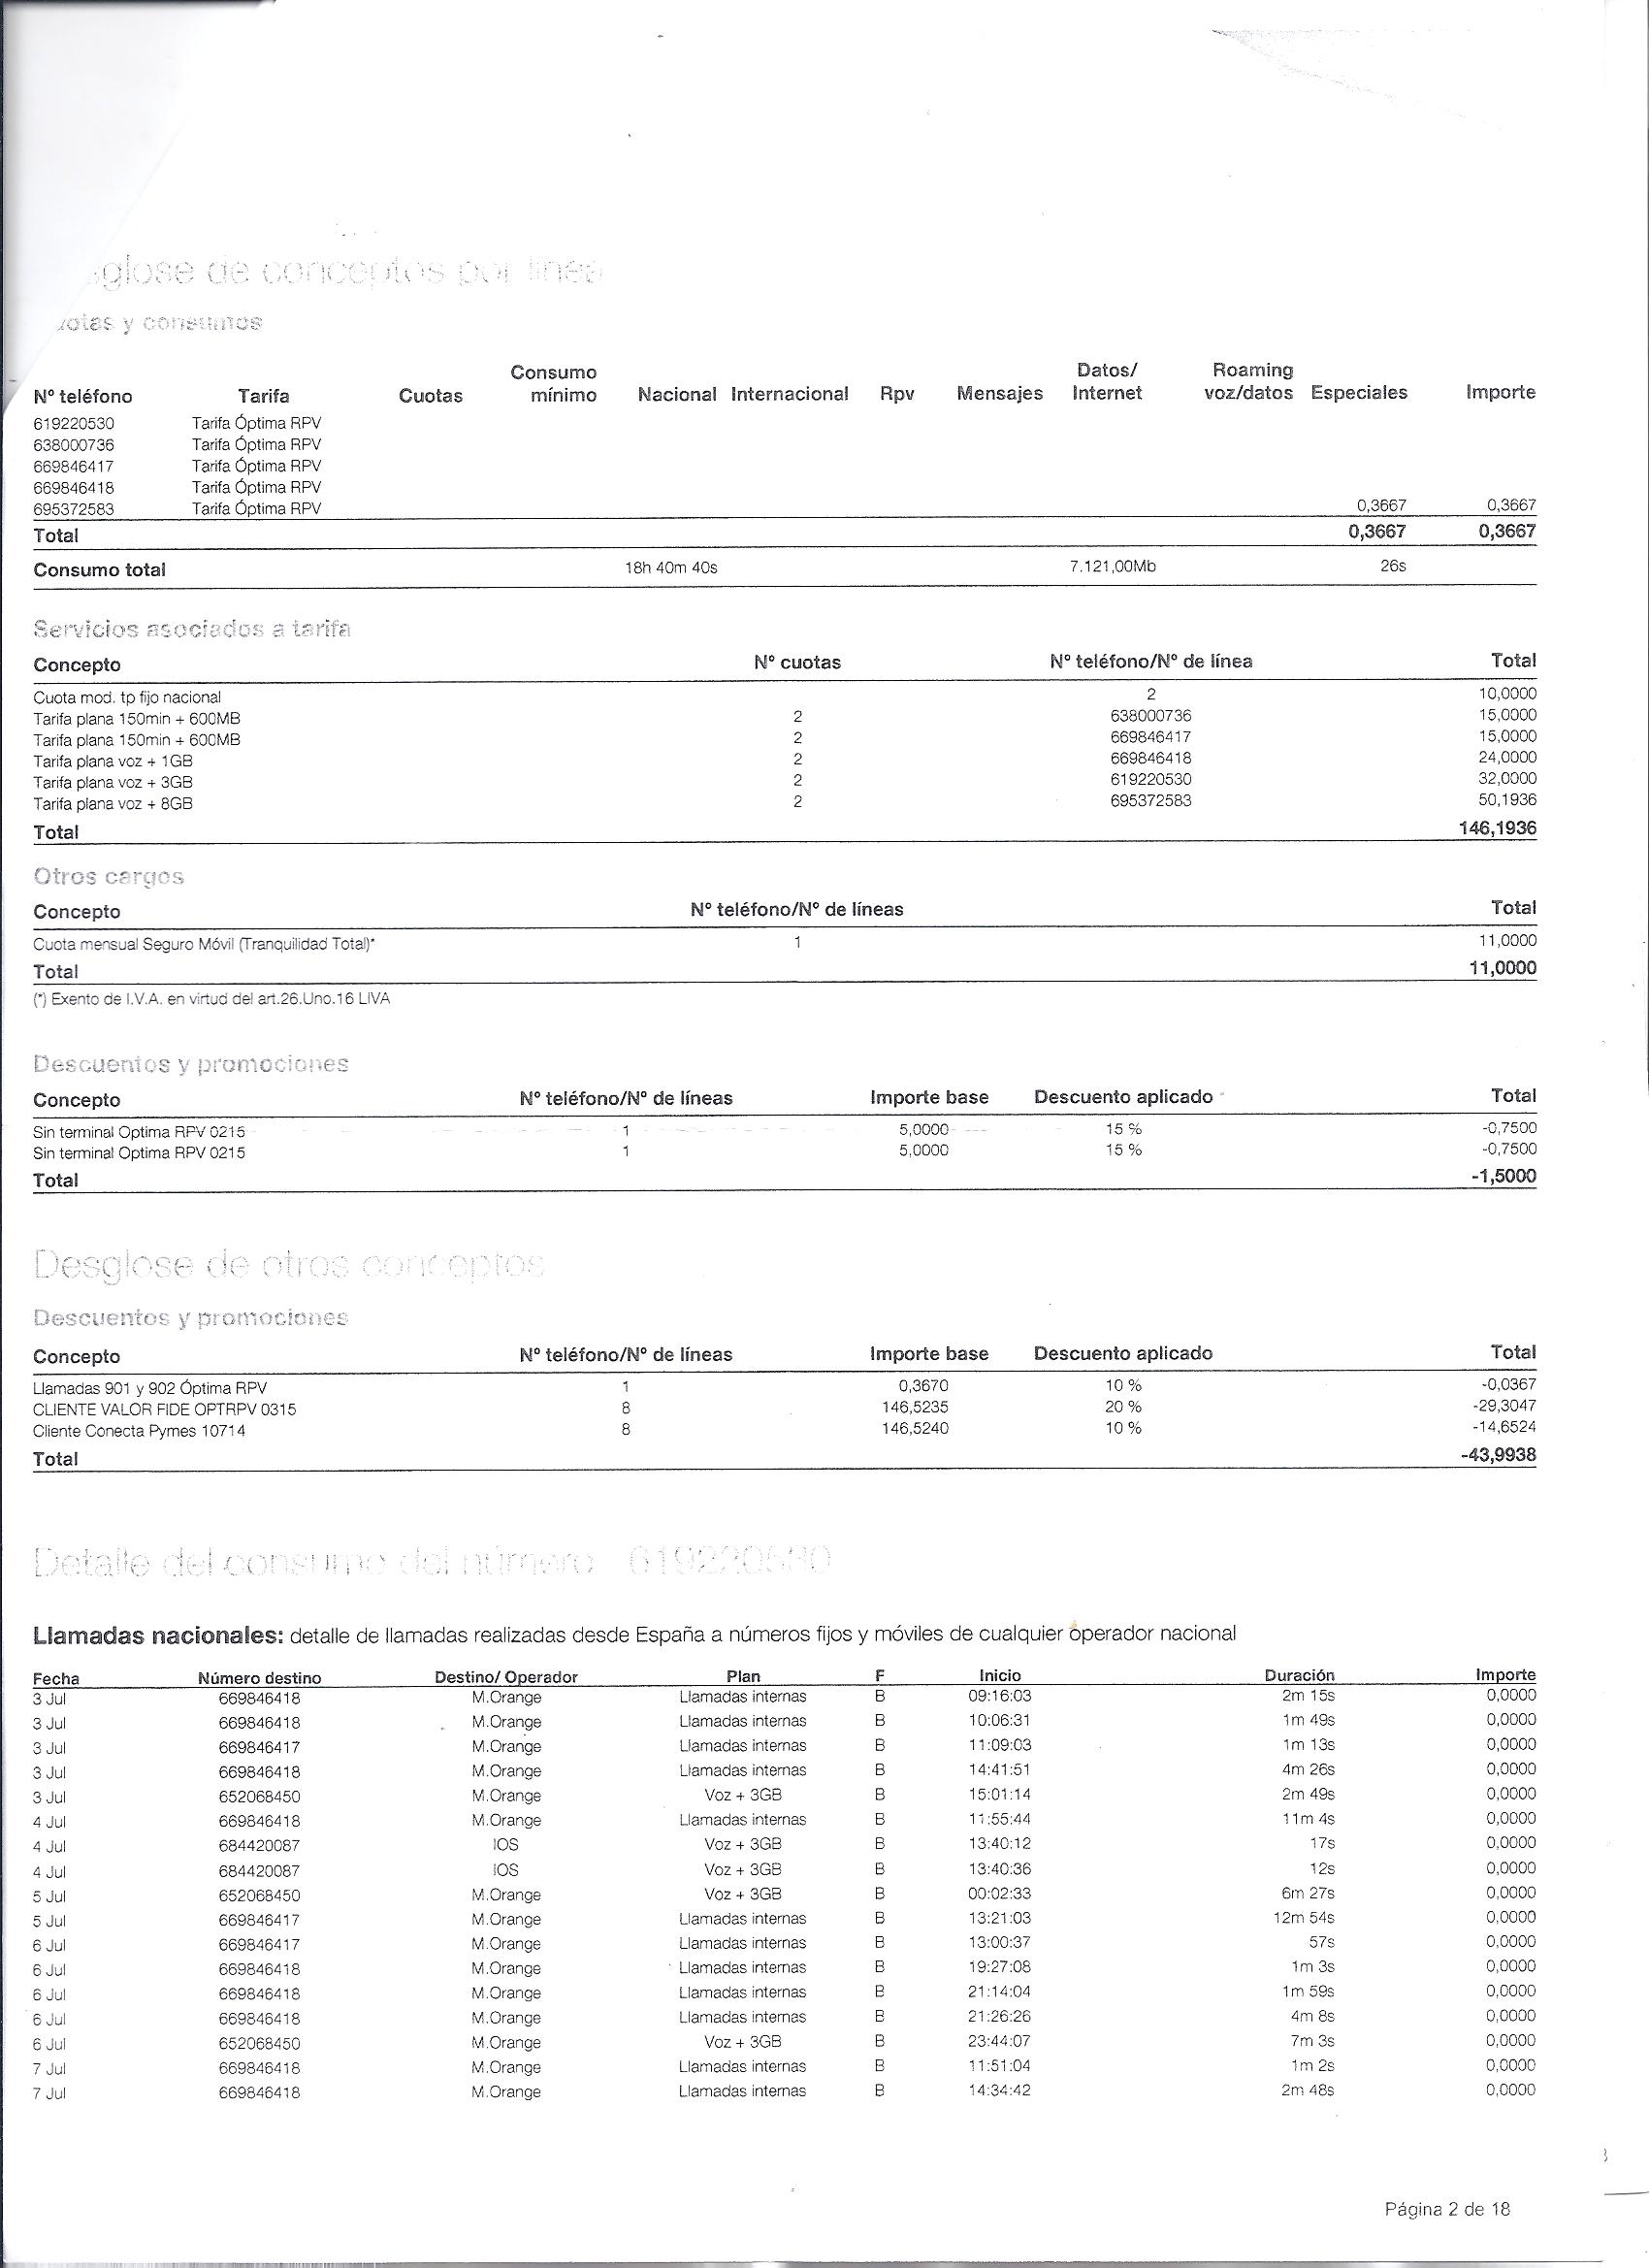 glose de conceptos por línea
otas y consumos
Nº teléfono Tarifa Cuotas Consumo mínimo Nacional Internacional Rpv Mensajes Datos/ Internet Roaming voz/datos Especiales Importe
619220530 Tarifa Óptima RPV
638000736 Tarifa Óptima RPV
669846417 Tarifa Óptima RPV
669846418 Tarifa Óptima RPV
695372583 Tarifa Óptima RPV 0,3667 0,3667
Total 0,3667 0,3667
Consumo total 18h 40m 40s 7.121,00Mb 26s
Servicios asociados a tarifa
Concepto Nº cuotas Nº teléfono/Nº de línea Total
Cuota mod. tp fijo nacional 2 10,0000
Tarifa plana 150min + 600MB 2 638000736 15,0000
Tarifa plana 150min + 600MB 2 669846417 15,0000
Tarifa plana voz + 1GB 2 669846418 24,0000
Tarifa plana voz + 3GB 2 619220530 32,0000
Tarifa plana voz + 8GB 2 695372583 50,1936
Total 146,1936
Otros cargos
Concepto Nº teléfono/Nº de líneas Total
Cuota mensual Seguro Móvil (Tranquilidad Total)* 1 11,0000
Total 11,0000
(*) Exento de I.V.A. en virtud del art.26.Uno.16 LIVA
Descuentos y promociones
Concepto Nº teléfono/Nº de líneas Importe base Descuento aplicado Total
Sin terminal Optima RPV 0215 1 5,0000 15 % -0,7500
Sin terminal Optima RPV 0215 1 5,0000 15 % -0,7500
Total -1,5000
Desglose de otros conceptos
Descuentos y promociones
Concepto Nº teléfono/Nº de líneas Importe base Descuento aplicado Total
Llamadas 901 y 902 Óptima RPV 1 0,3670 10 % -0,0367
CLIENTE VALOR FIDE OPTRPV 0315 8 146,5235 20 % -29,3047
Cliente Conecta Pymes 10714 8 146,5240 10 % -14,6524
Total -43,9938
Detalle del consumo del número 619220530
Llamadas nacionales: detalle de llamadas realizadas desde España a números fijos y móviles de cualquier operador nacional
Fecha Número destino Destino/ Operador Plan F Inicio Duración Importe
3 Jul 669846418 M.Orange Llamadas internas B 09:16:03 2m 15s 0,0000
3 Jul 669846418 M.Orange Llamadas internas B 10:06:31 1m 49s 0,0000
3 Jul 669846417 M.Orange Llamadas internas B 11:09:03 1m 13s 0,0000
3 Jul 669846418 M.Orange Llamadas internas B 14:41:51 4m 26s 0,0000
3 Jul 652068450 M.Orange Voz + 3GB B 15:01:14 2m 49s 0,0000
4 Jul 669846418 M.Orange Llamadas internas B 11:55:44 11m 4s 0,0000
4 Jul 684420087 IOS Voz + 3GB B 13:40:12 17s 0,0000
4 Jul 684420087 IOS Voz + 3GB B 13:40:36 12s 0,0000
5 Jul 652068450 M.Orange Voz + 3GB B 00:02:33 6m 27s 0,0000
5 Jul 669846417 M.Orange Llamadas internas B 13:21:03 12m 54s 0,0000
6 Jul 669846417 M.Orange Llamadas internas B 13:00:37 57s 0,0000
6 Jul 669846418 M.Orange Llamadas internas B 19:27:08 1m 3s 0,0000
6 Jul 669846418 M.Orange Llamadas internas B 21:14:04 1m 59s 0,0000
6 Jul 669846418 M.Orange Llamadas internas B 21:26:26 4m 8s 0,0000
6 Jul 652068450 M.Orange Voz + 3GB B 23:44:07 7m 3s 0,0000
7 Jul 669846418 M.Orange Llamadas internas B 11:51:04 1m 2s 0,0000
7 Jul 669846418 M.Orange Llamadas internas B 14:34:42 2m 48s 0,0000
Página 2 de 18